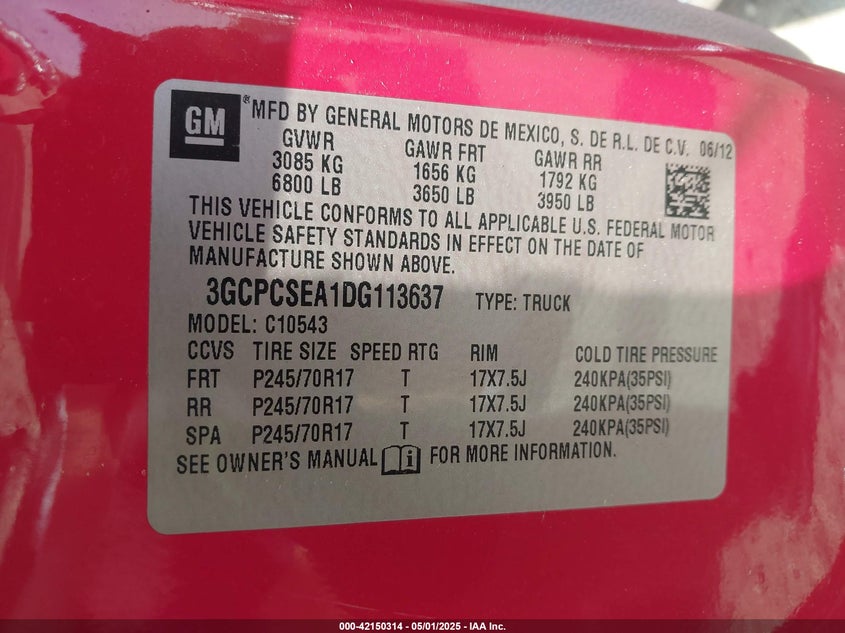 GM
® MFD BY GENERAL MOTORS DE MEXICO, S. DE R.L. DE C.V. 06/12
GVWR GAWR FRT GAWR RR
3085 KG 1656 KG 1792 KG
6800 LB 3650 LB 3950 LB
THIS VEHICLE CONFORMS TO ALL APPLICABLE U.S. FEDERAL MOTOR
VEHICLE SAFETY STANDARDS IN EFFECT ON THE DATE OF
MANUFACTURE SHOWN ABOVE.
3GCPCSEA1DG113637 TYPE: TRUCK
MODEL: C10543
CCVS TIRE SIZE SPEED RTG RIM COLD TIRE PRESSURE
FRT P245/70R17 T 17X7.5J 240KPA(35PSI)
RR P245/70R17 T 17X7.5J 240KPA(35PSI)
SPA P245/70R17 T 17X7.5J 240KPA(35PSI)
SEE OWNER'S MANUAL i FOR MORE INFORMATION.
000-42150314 - 05/01/2025 - IAA Inc.